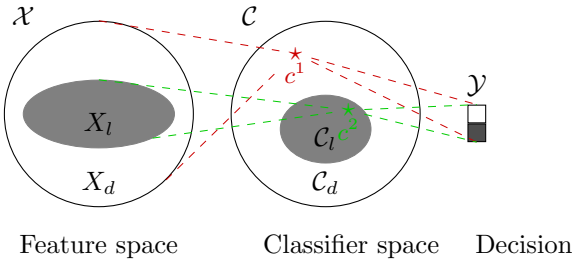 𝒳 𝒞
c¹
𝒴
X_l 𝒞_l c²
X_d 𝒞_d
Feature space Classifier space Decision